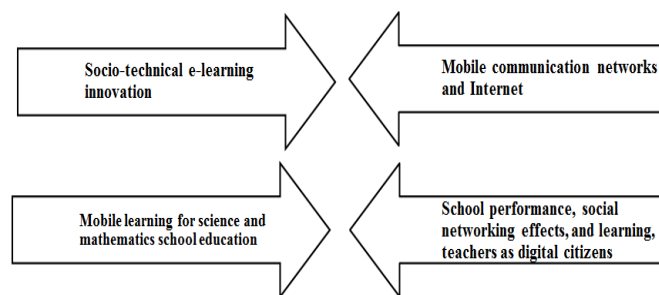 Socio-technical e-learning
innovation
Mobile communication networks
and Internet
Mobile learning for science and
mathematics school education
School performance, social
networking effects, and learning,
teachers as digital citizens